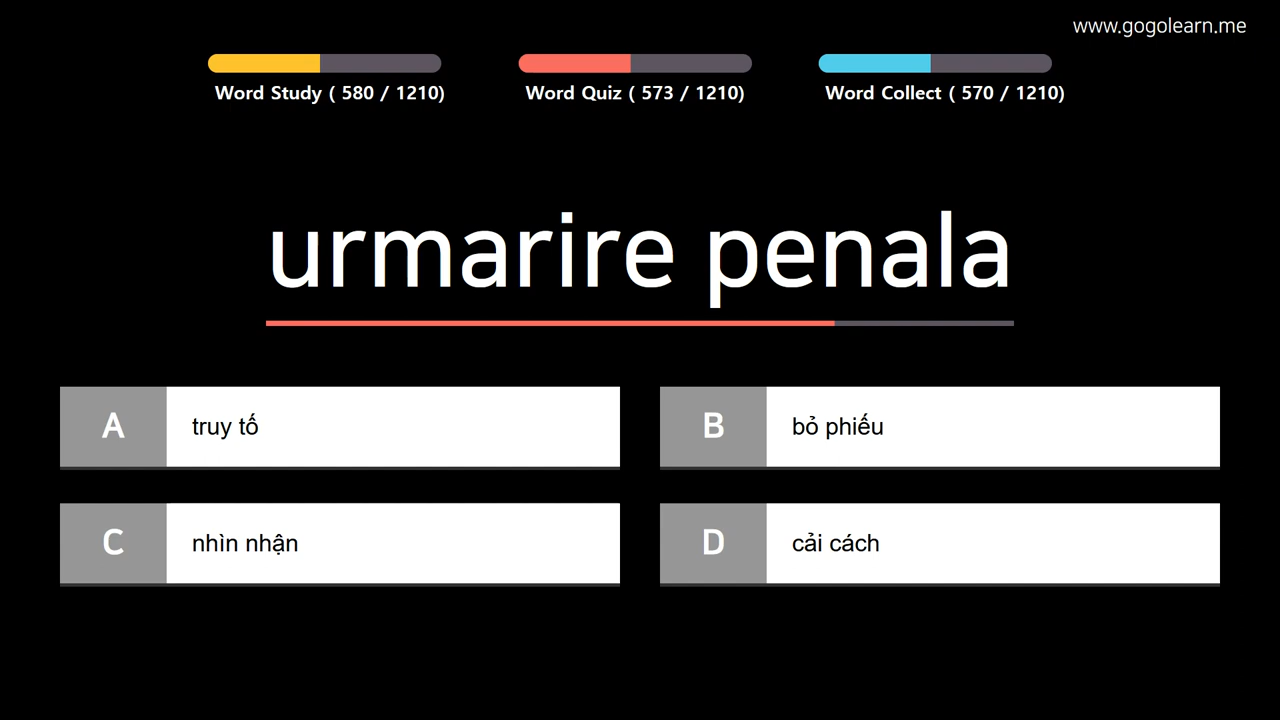 www.gogolearn.me
Word Study ( 580 / 1210)
Word Quiz ( 573 / 1210)
Word Collect ( 570 / 1210)
urmarire penala
A truy tố
B bỏ phiếu
C nhìn nhận
D cải cách